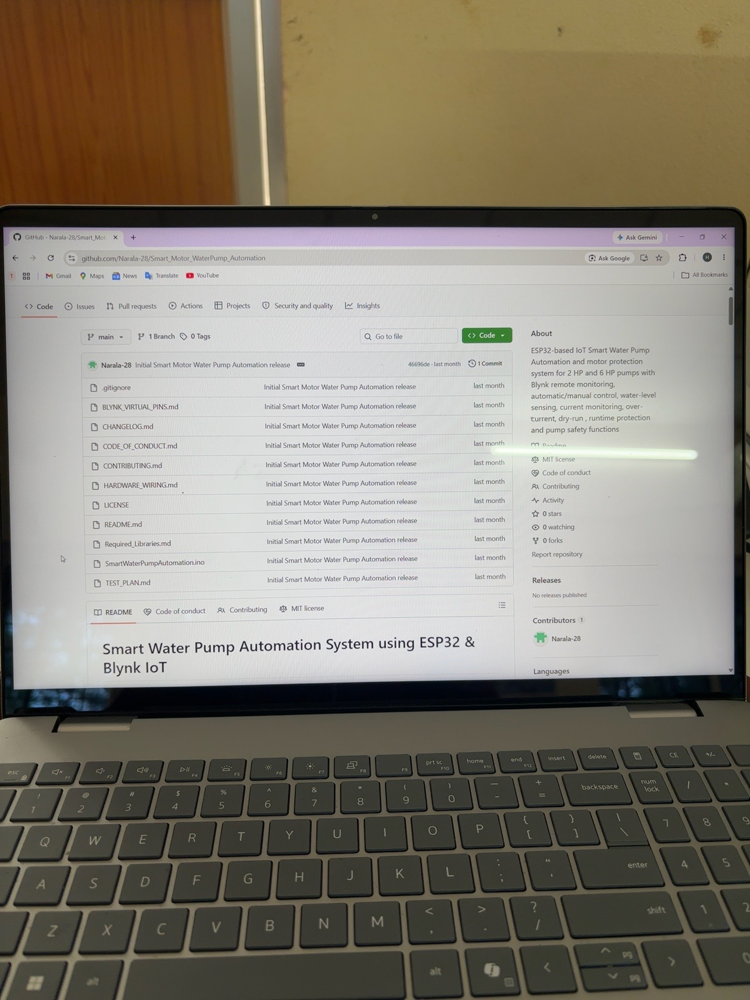 GitHub - Narala-28/Smart_Mot
Ask Gemini
github.com/Narala-28/Smart_Motor_WaterPump_Automation
Ask Google
H
1
Gmail
Maps
News
Translate
YouTube
All Bookmarks
Code
Issues
Pull requests
Actions
Projects
Security and quality
Insights
main
1 Branch
0 Tags
Go to file
Code
Narala-28 Initial Smart Motor Water Pump Automation release
46696de · last month
1 Commit
.gitignore Initial Smart Motor Water Pump Automation release last month
BLYNK_VIRTUAL_PINS.md Initial Smart Motor Water Pump Automation release last month
CHANGELOG.md Initial Smart Motor Water Pump Automation release last month
CODE_OF_CONDUCT.md Initial Smart Motor Water Pump Automation release last month
CONTRIBUTING.md Initial Smart Motor Water Pump Automation release last month
HARDWARE_WIRING.md Initial Smart Motor Water Pump Automation release last month
LICENSE Initial Smart Motor Water Pump Automation release last month
README.md Initial Smart Motor Water Pump Automation release last month
Required_Libraries.md Initial Smart Motor Water Pump Automation release last month
SmartWaterPumpAutomation.ino Initial Smart Motor Water Pump Automation release last month
TEST_PLAN.md Initial Smart Motor Water Pump Automation release last month
README
Code of conduct
Contributing
MIT license
Smart Water Pump Automation System using ESP32 &
Blynk IoT
About
ESP32-based IoT Smart Water Pump
Automation and motor protection
system for 2 HP and 6 HP pumps with
Blynk remote monitoring,
automatic/manual control, water-level
sensing, current monitoring, over-
current, dry-run , runtime protection
and pump safety functions
Readme
MIT license
Code of conduct
Contributing
Activity
0 stars
0 watching
0 forks
Report repository
Releases
No releases published
Contributors 1
Narala-28
Languages
esc F1 F2 F3 F4 F5 F6 F7 F8 F9 prt sc F10 home F11 end F12 insert delete CE +/-
! 1 @ 2 # 3 $ 4 % 5 ^ 6 & 7 * 8 ( 9 ) 0 — - + = backspace num lock / *
Q W E R T Y U I O P { [ } ] | \ 7 8 9
A S D F G H J K L : ; “ ‘ enter 4 5
Z X C V B N M < , > . ? / shift 1 2
alt alt < ^ pg v pg > 0